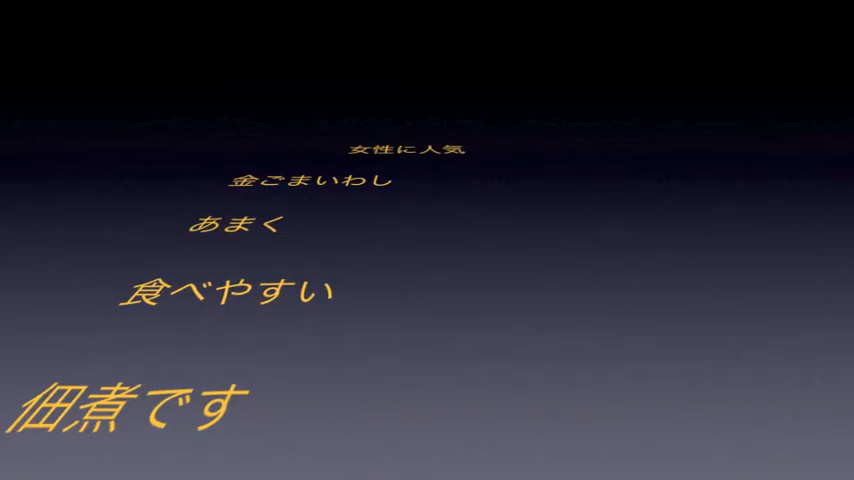 女性に人気
金ごまいわし
あまく
食べやすい
佃煮です